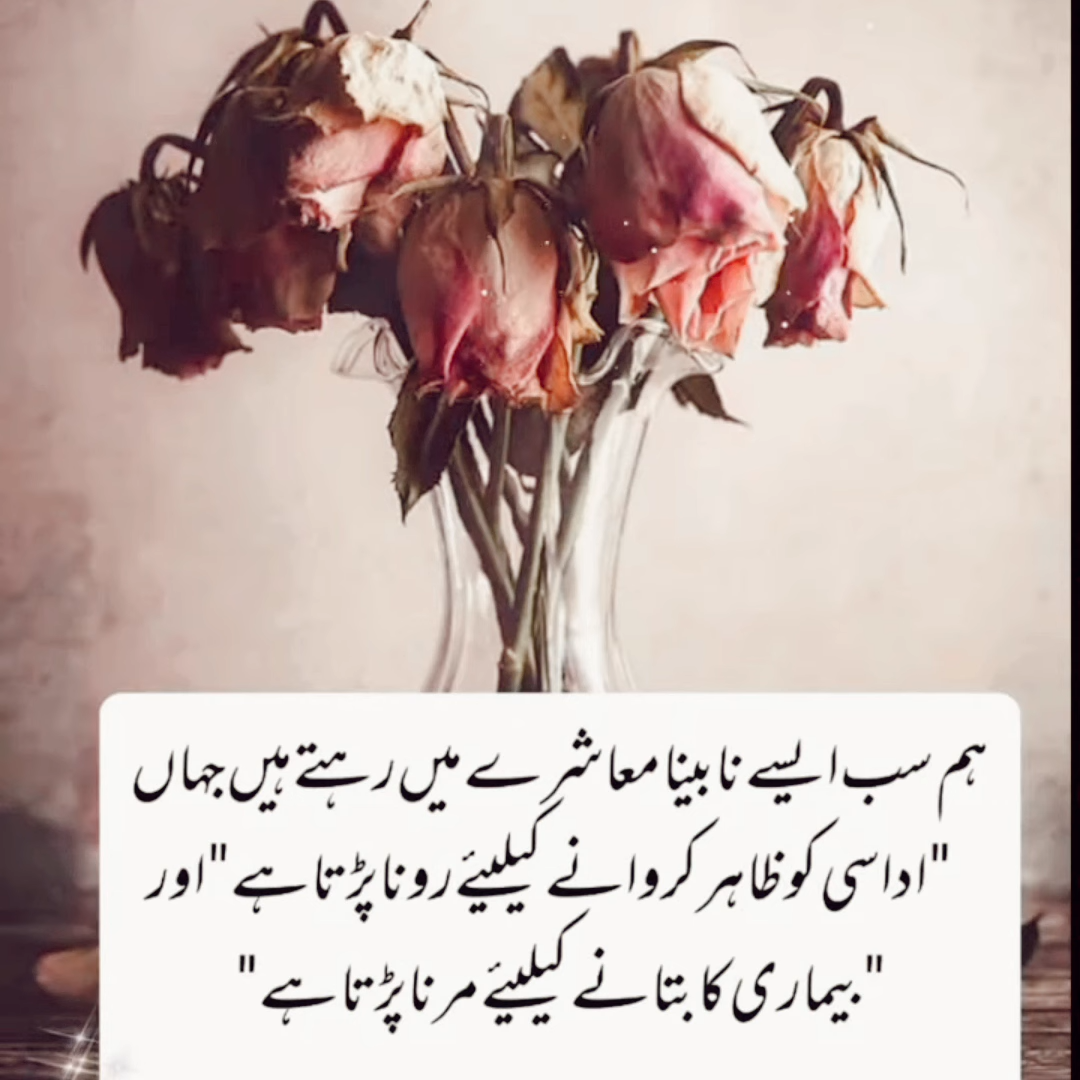 ہم سب ایسے نابینا معاشرے میں رہتے ہیں جہاں
"اداسی کو ظاہر کروانے کیلیئے رونا پڑتا ہے" اور
"بیماری کا بتانے کیلیئے مرنا پڑتا ہے"